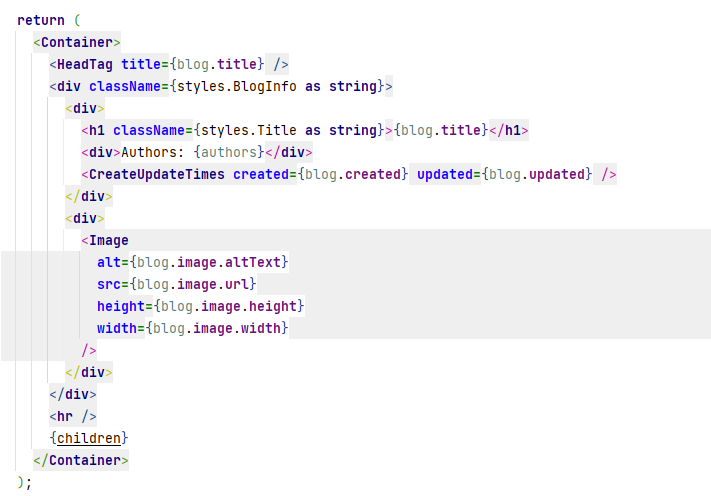 return (
<Container>
<HeadTag title={blog.title} />
<div className={styles.BlogInfo as string}>
<div>
<h1 className={styles.Title as string}>{blog.title}</h1>
<div>Authors: {authors}</div>
<CreateUpdateTimes created={blog.created} updated={blog.updated} />
</div>
<div>
<Image
alt={blog.image.altText}
src={blog.image.url}
height={blog.image.height}
width={blog.image.width}
/>
</div>
</div>
<hr />
{children}
</Container>
);